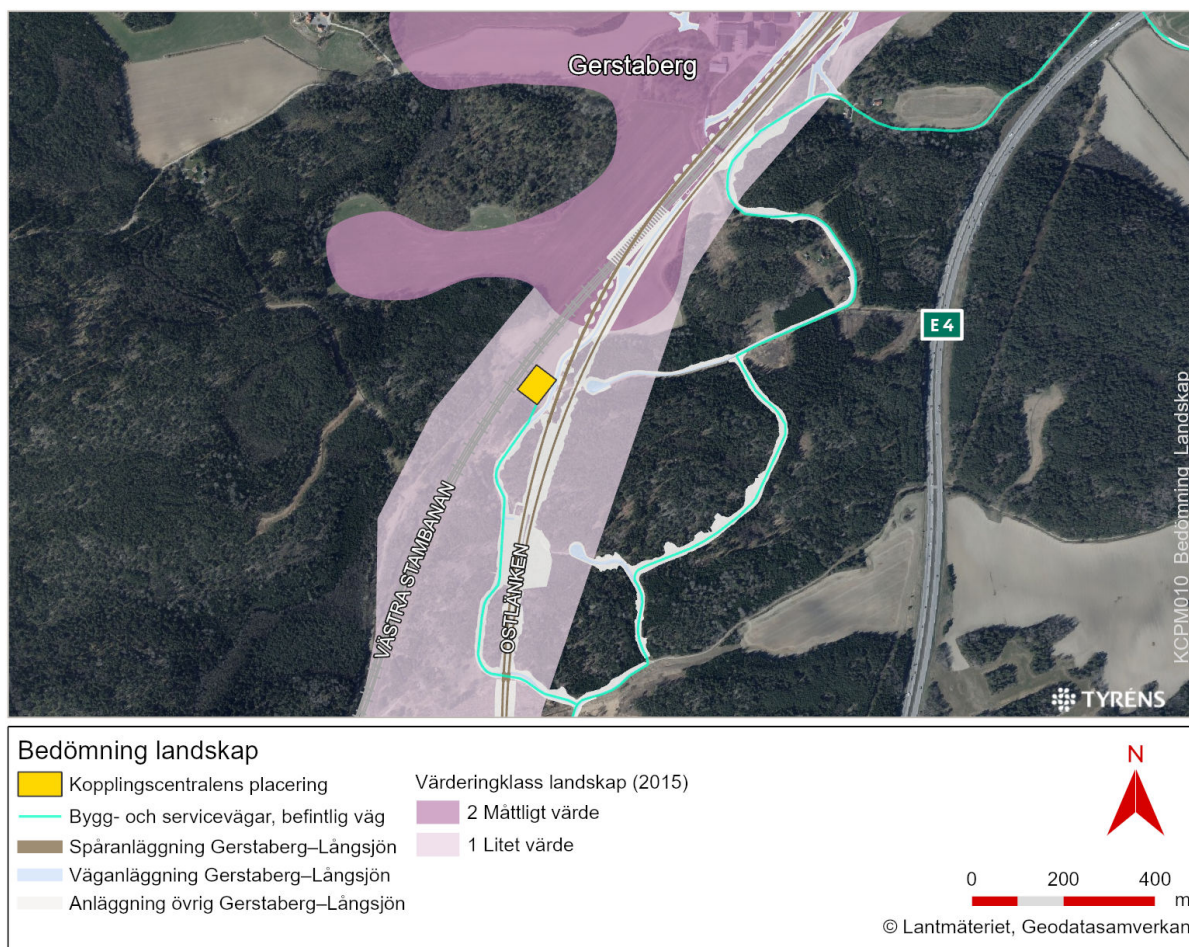 Gerstaberg
E 4
VÄSTRA STAMBANAN
OSTLÄNKEN
KCPM010 Bedömning Landskap
TYRÉNS
Bedömning landskap
Kopplingscentralens placering
Bygg- och servicevägar, befintlig väg
Spåranläggning Gerstaberg–Långsjön
Väganläggning Gerstaberg–Långsjön
Anläggning övrig Gerstaberg–Långsjön
Värderingklass landskap (2015)
2 Måttligt värde
1 Litet värde
N
0 200 400
m
© Lantmäteriet, Geodatasamverkan